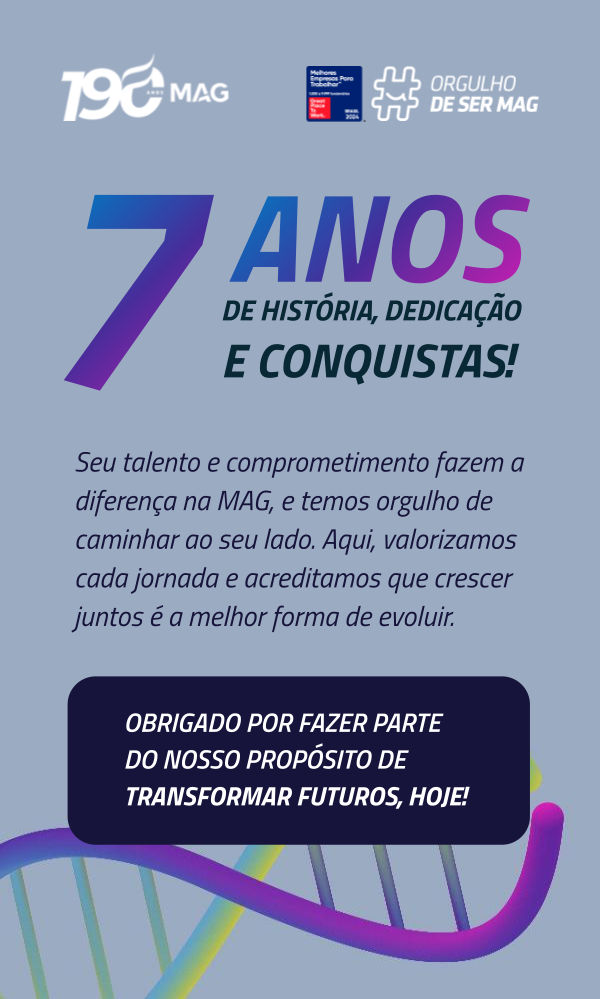 190 ANOS MAG
Melhores
Empresas Para
Trabalhar™
Great
Place
To
Work.
BRASIL
2024
ORGULHO
DE SER MAG
7 ANOS
DE HISTÓRIA, DEDICAÇÃO
E CONQUISTAS!
Seu talento e comprometimento fazem a
diferença na MAG, e temos orgulho de
caminhar ao seu lado. Aqui, valorizamos
cada jornada e acreditamos que crescer
juntos é a melhor forma de evoluir.
OBRIGADO POR FAZER PARTE
DO NOSSO PROPÓSITO DE
TRANSFORMAR FUTUROS, HOJE!